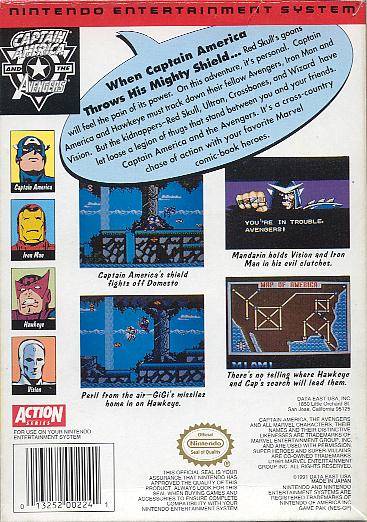 NINTENDO ENTERTAINMENT SYSTEM
CAPTAIN
AMERICA
AND THE
AVENGERS
When Captain America
Throws His Mighty Shield... Red Skull's goons
will feel the pain of its power. On this adventure, it's personal. Captain
America and Hawkeye must track down their fellow Avengers, Iron Man and
Vision. But the kidnappers-Red Skull, Ultron, Crossbones, and Wizard have
let loose a legion of thugs that stand between you and your friends.
Captain America and the Avengers. It's a cross-country
chase of action with your favorite Marvel
comic-book heroes.
Captain America
Iron Man
Hawkeye
Vision
YOU'RE IN TROUBLE,
AVENGERS!
Captain America's shield
fights off Domesto
Mandarin holds Vision and Iron
Man in his evil clutches.
MAP OF AMERICA
MIAMI
Peril from the air-GiGi's missiles
home in on Hawkeye.
There's no telling where Hawkeye
and Cap's search will lead them.
ACTION
SERIES
FOR USE ON YOUR NINTENDO
ENTERTAINMENT SYSTEM
0 13252 00224 1
Official
Nintendo
Seal of Quality
THIS OFFICIAL SEAL IS YOUR
ASSURANCE THAT NINTENDO HAS
APPROVED THE QUALITY OF THIS
PRODUCT. ALWAYS LOOK FOR THIS
SEAL WHEN BUYING GAMES AND
ACCESSORIES TO ENSURE COMPLETE
COMPATIBILITY WITH YOUR
NINTENDO ENTERTAINMENT SYSTEM.
DATA EAST USA, INC.
1850 Little Orchard St.
San Jose, California 95125
CAPTAIN AMERICA, THE AVENGERS
AND ALL MARVEL CHARACTERS, THEIR
NAMES AND THEIR DISTINCTIVE
LIKENESSES ARE TRADEMARKS OF
MARVEL ENTERTAINMENT GROUP, INC.
AND ARE USED WITH PERMISSION.
SUPER HEROES AND SUPER VILLAINS
ARE CO-OWNED TRADEMARKS
©1991 MARVEL ENTERTAINMENT
GROUP INC. ALL RIGHTS RESERVED.
©1991 DATA EAST USA,
MADE IN JAPAN
NINTENDO AND NINTENDO
ENTERTAINMENT SYSTEMS ARE
REGISTERED TRADEMARKS OF
NINTENDO OF AMERICA INC.
GAME PAK (NES-GP)